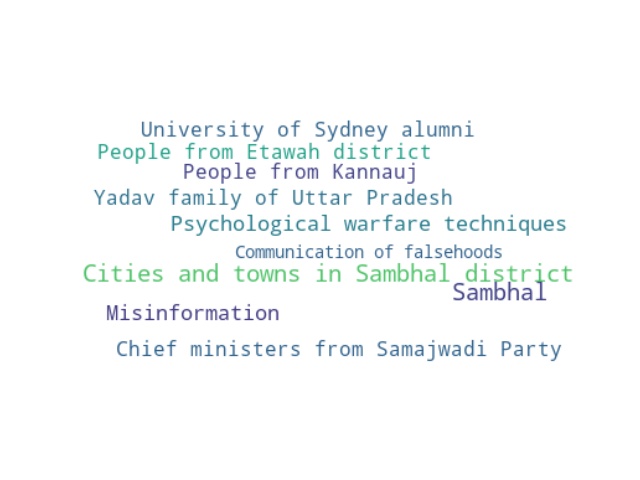 University of Sydney alumni
People from Etawah district
People from Kannauj
Yadav family of Uttar Pradesh
Psychological warfare techniques
Communication of falsehoods
Cities and towns in Sambhal district
Sambhal
Misinformation
Chief ministers from Samajwadi Party